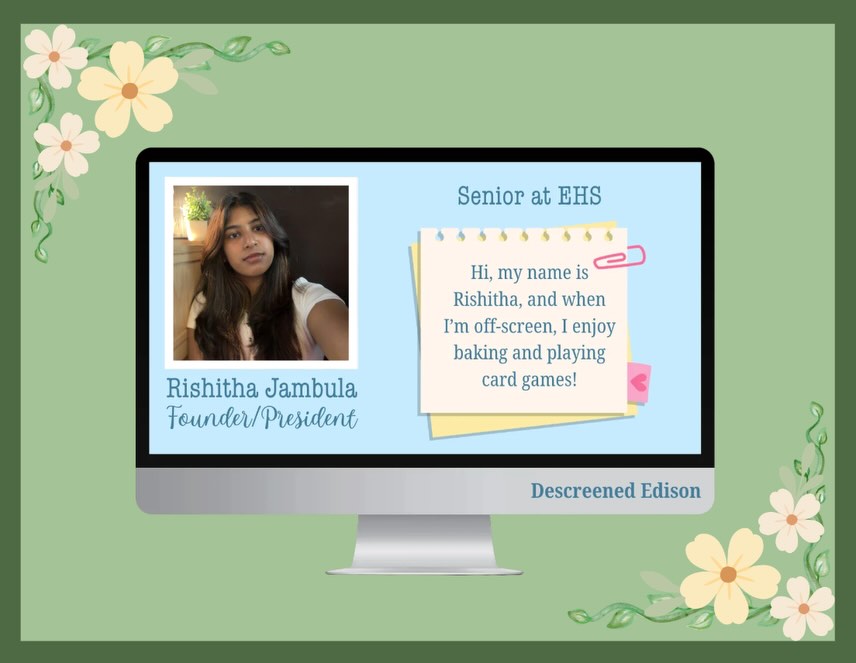 Senior at EHS
Hi, my name is
Rishitha, and when
I'm off-screen, I enjoy
baking and playing
card games!
Rishitha Jambula
Founder/President
Descreened Edison